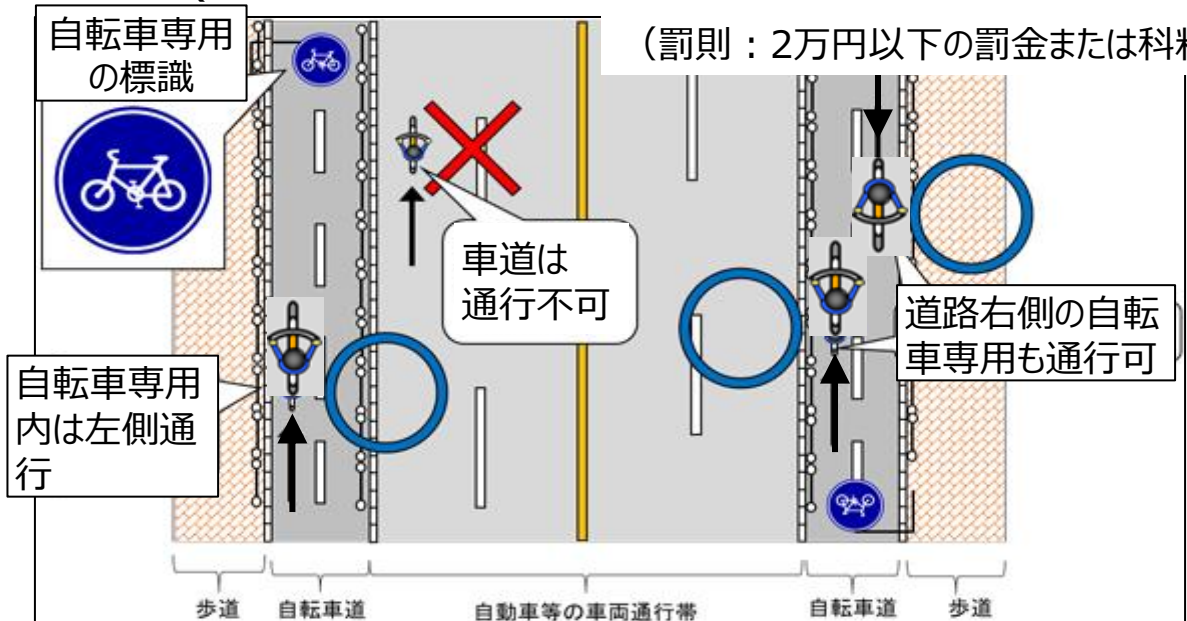 自転車専用
の標識
（罰則：2万円以下の罰金または科料
車道は
通行不可
道路右側の自転
車専用も通行可
自転車専用
内は左側通
行
歩道
自転車道
自動車等の車両通行帯
自転車道
歩道